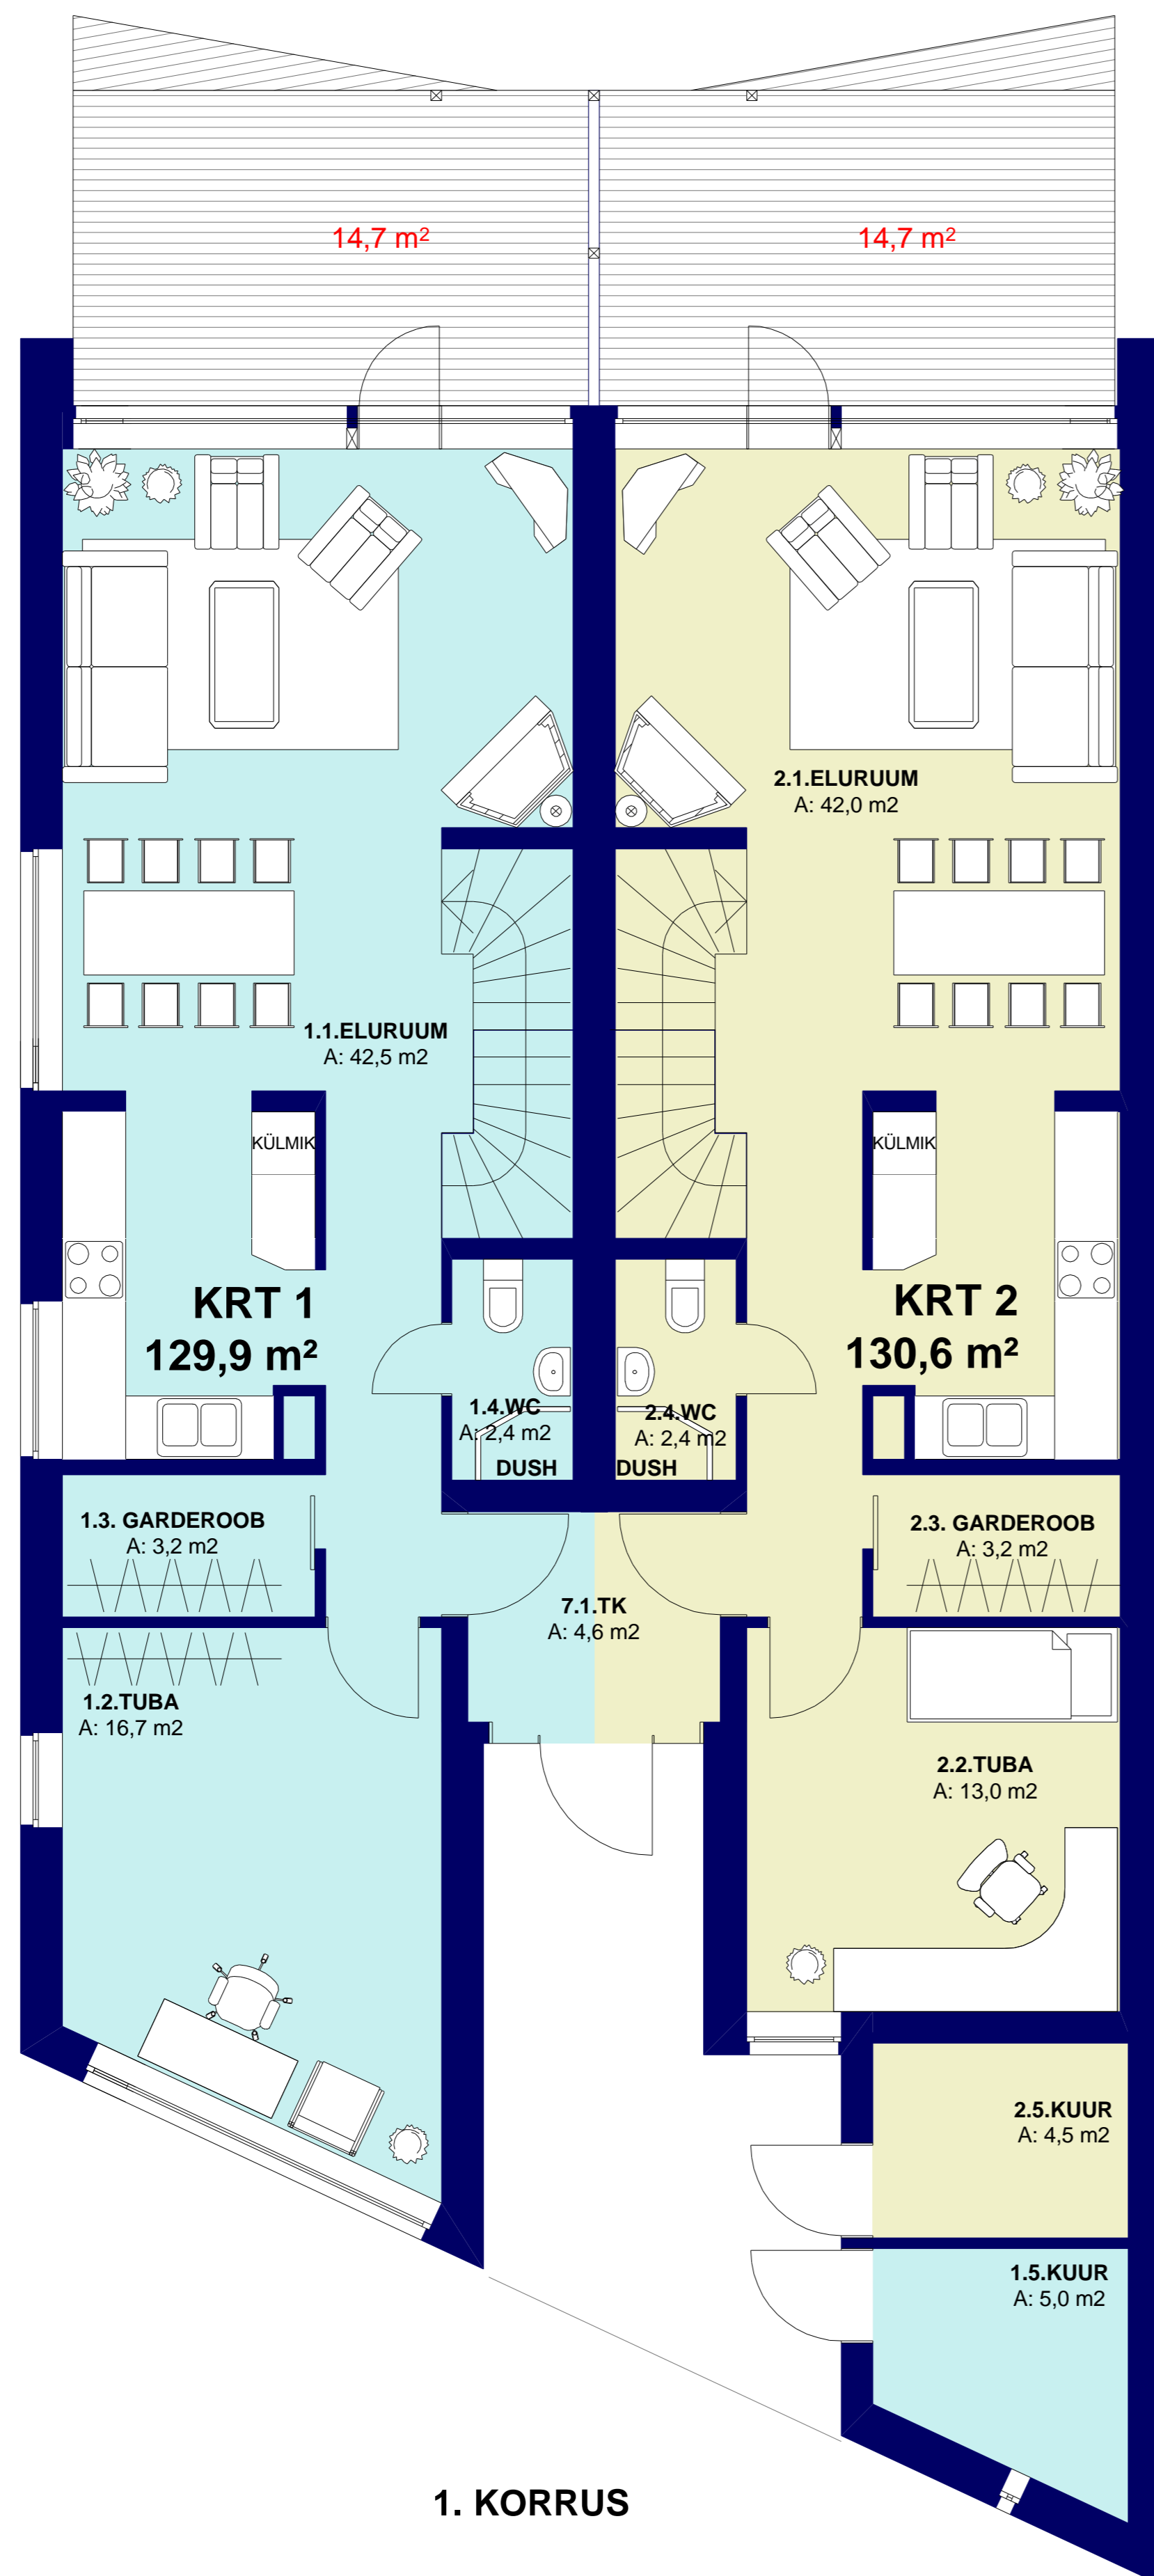 14,7 m²
14,7 m²
2.1.ELURUUM
A: 42,0 m2
1.1.ELURUUM
A: 42,5 m2
KÜLMIK
KÜLMIK
KRT 1
129,9 m²
KRT 2
130,6 m²
1.4.WC
A: 2,4 m2
DUSH
2.4.WC
A: 2,4 m2
DUSH
1.3. GARDEROOB
A: 3,2 m2
2.3. GARDEROOB
A: 3,2 m2
7.1.TK
A: 4,6 m2
1.2.TUBA
A: 16,7 m2
2.2.TUBA
A: 13,0 m2
2.5.KUUR
A: 4,5 m2
1.5.KUUR
A: 5,0 m2
1. KORRUS